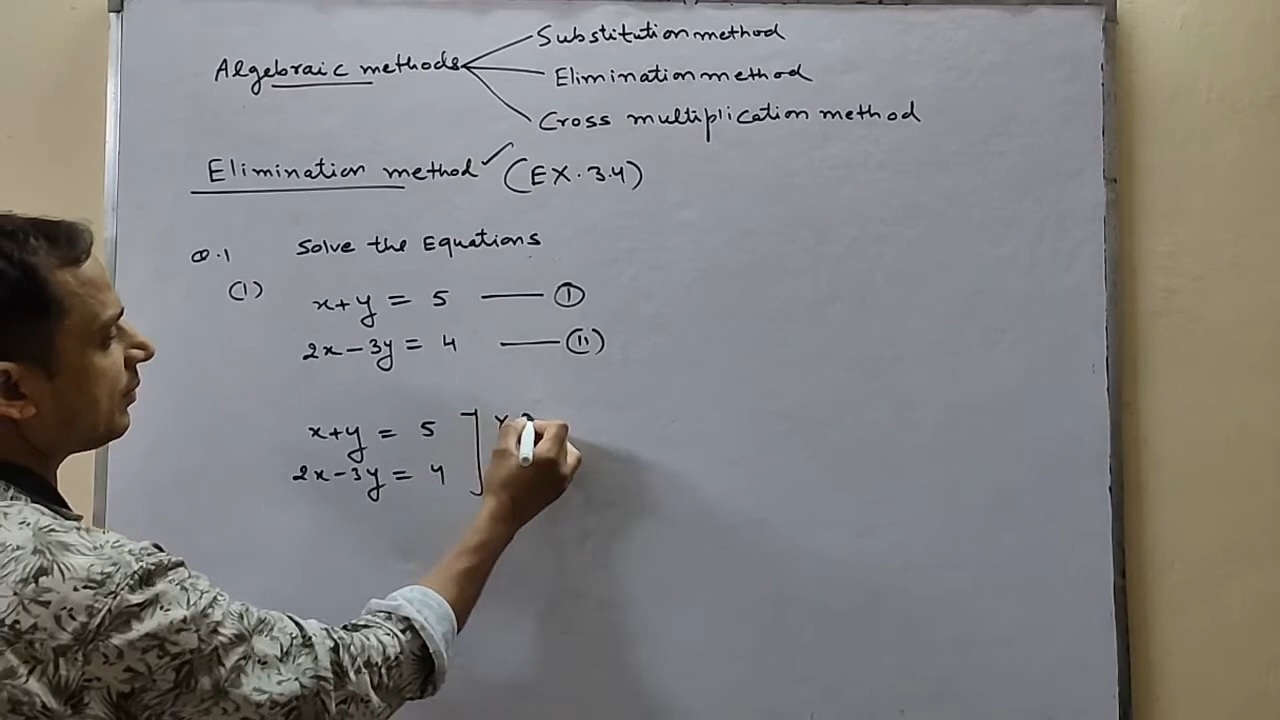 Algebraic methods
Substitution method
Elimination method
Cross multiplication method
Elimination method ✓ (EX. 3.4)
Q.1 Solve the Equations
(I) x+y = 5 —— (I)
2x-3y = 4 —— (II)
x+y = 5 ] ×
2x-3y = 4